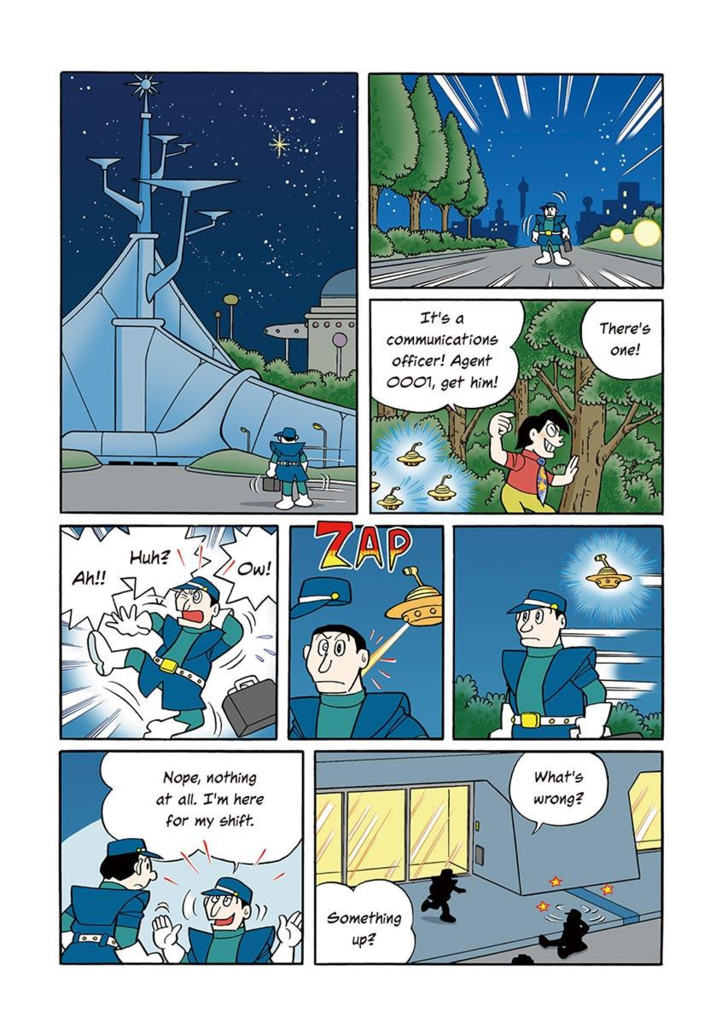 There's
one!
It's a
communications
officer! Agent
0001, get him!
ZAP
Ow!
Huh?
Ah!!
What's
wrong?
Something
up?
Nope, nothing
at all. I'm here
for my shift.